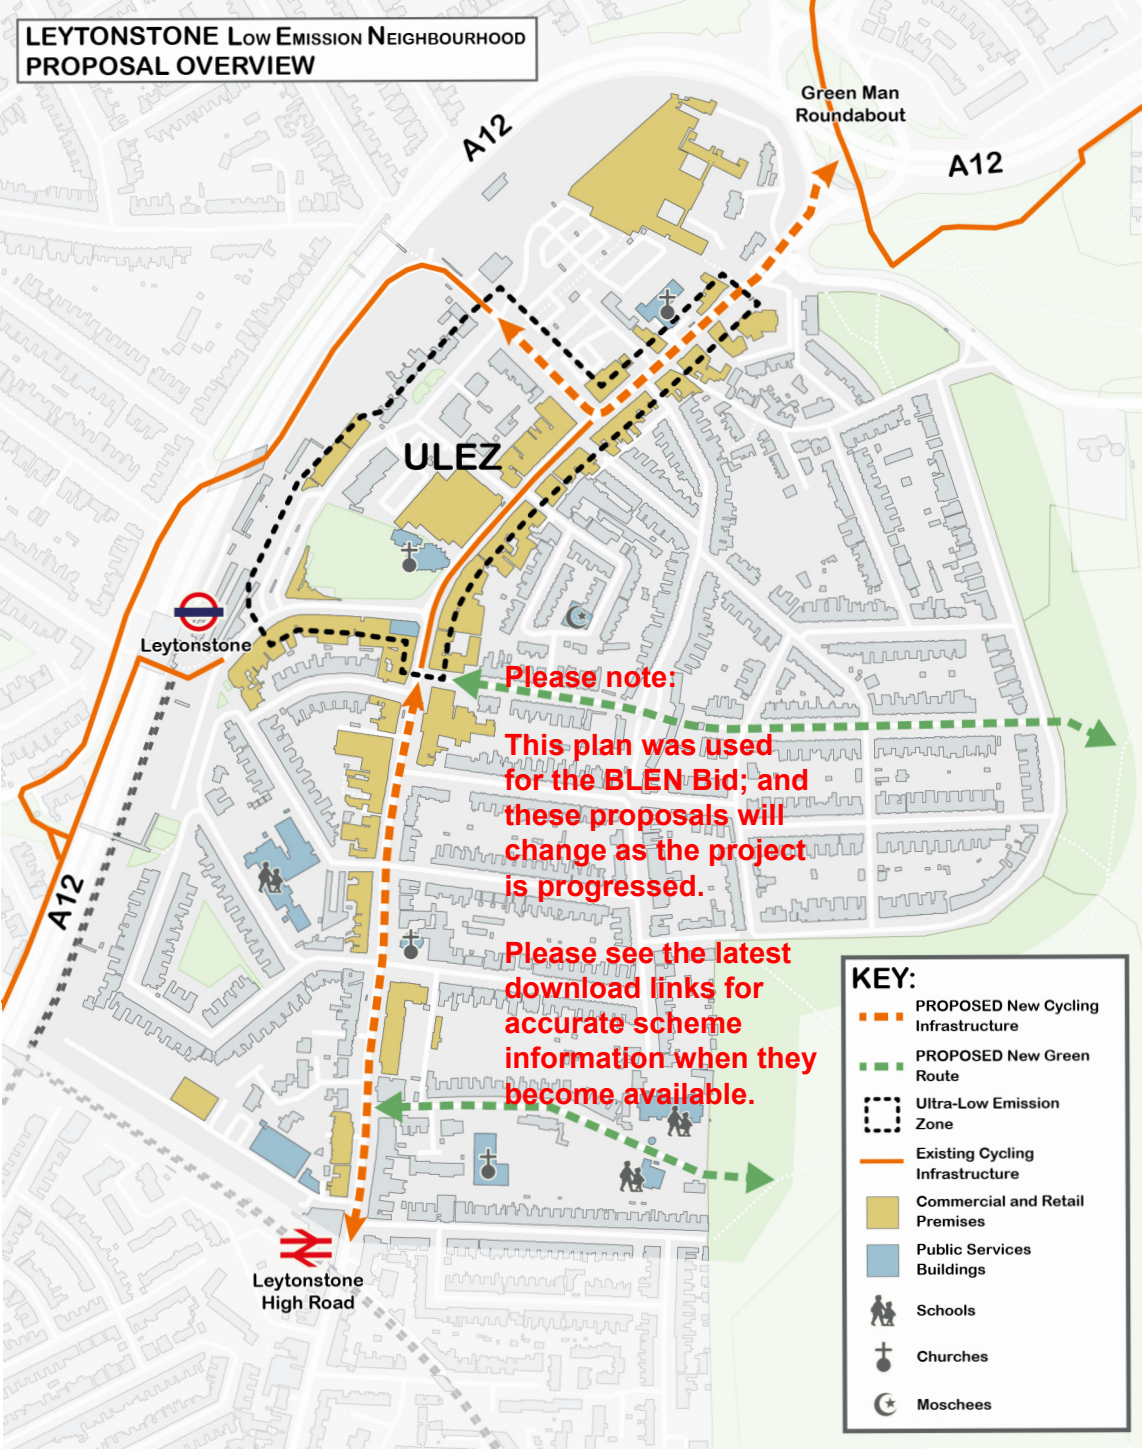 LEYTONSTONE Low Emission Neighbourhood
PROPOSAL OVERVIEW
Green Man
Roundabout
A12
A12
ULEZ
Leytonstone
Please note:
This plan was used
for the BLEN Bid; and
these proposals will
change as the project
is progressed.
Please see the latest
download links for
accurate scheme
information when they
become available.
A12
Leytonstone
High Road
KEY:
PROPOSED New Cycling
Infrastructure
PROPOSED New Green
Route
Ultra-Low Emission
Zone
Existing Cycling
Infrastructure
Commercial and Retail
Premises
Public Services
Buildings
Schools
Churches
Moschees